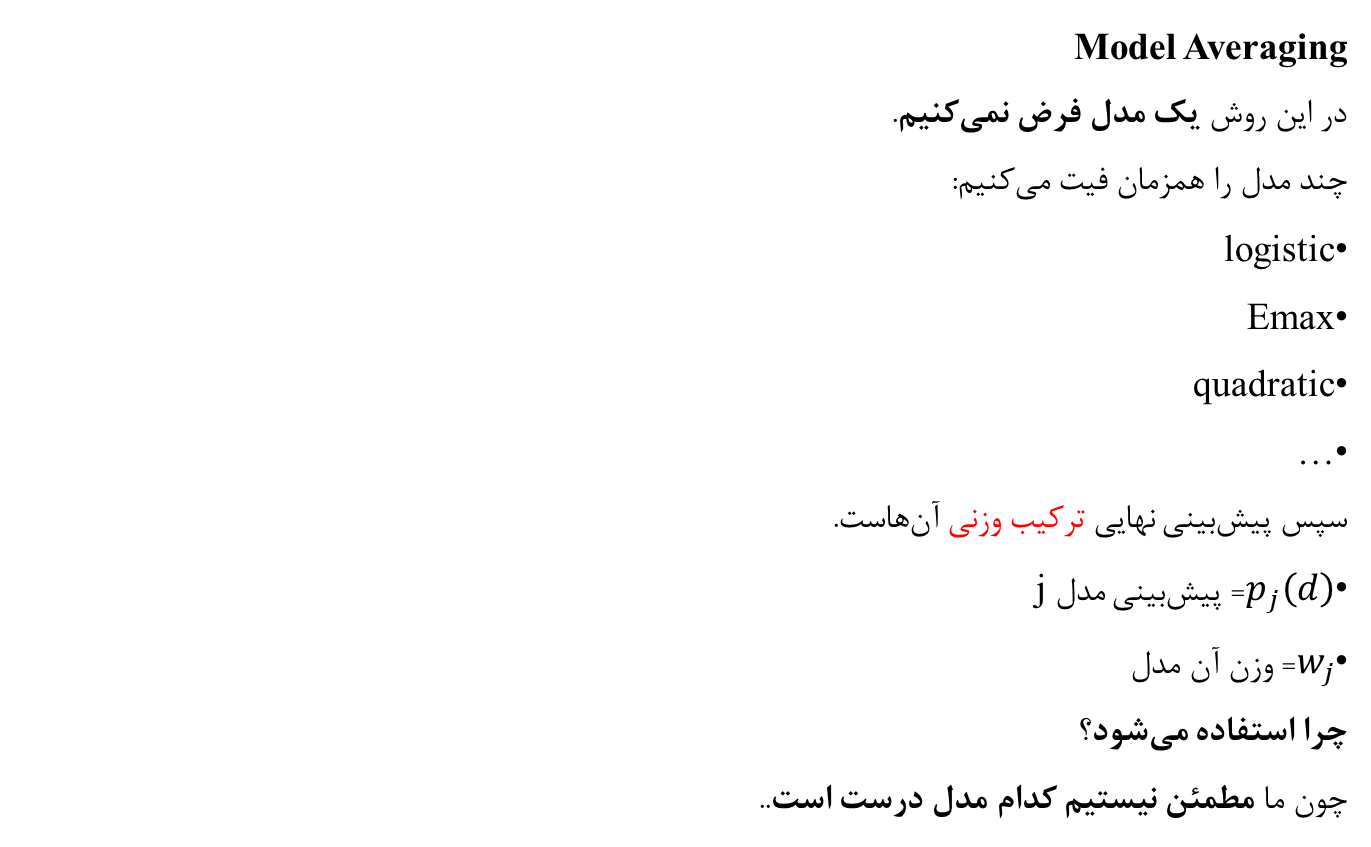 Model Averaging
در این روش یک مدل فرض نمی‌کنیم.
چند مدل را همزمان فیت می‌کنیم:
•logistic
•Emax
•quadratic
•…
سپس پیش‌بینی نهایی ترکیب وزنی آن‌هاست.
•p_j(d)= پیش‌بینی مدل j
•w_j= وزن آن مدل
چرا استفاده می‌شود؟
چون ما مطمئن نیستیم کدام مدل درست است..